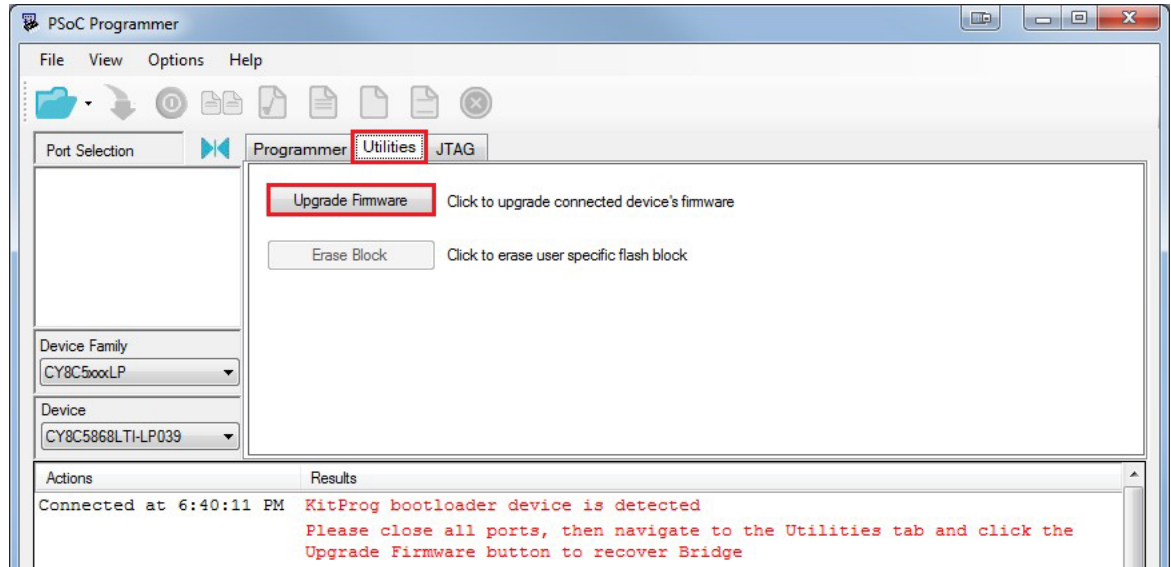 PSoC Programmer
File View Options Help
Port Selection
Programmer Utilities JTAG
Upgrade Firmware Click to upgrade connected device's firmware
Erase Block Click to erase user specific flash block
Device Family
CY8C5xxxLP
Device
CY8C5868LTI-LP039
Actions Results
Connected at 6:40:11 PM KitProg bootloader device is detected
Please close all ports, then navigate to the Utilities tab and click the
Upgrade Firmware button to recover Bridge